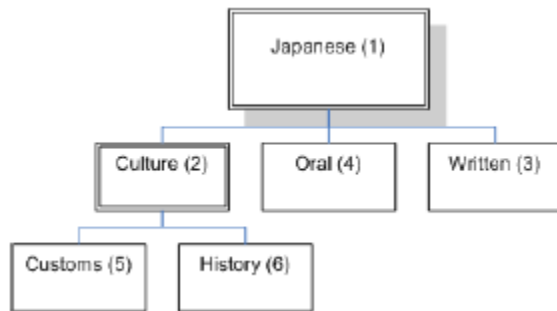 Japanese (1)
Culture (2)
Oral (4)
Written (3)
Customs (5)
History (6)